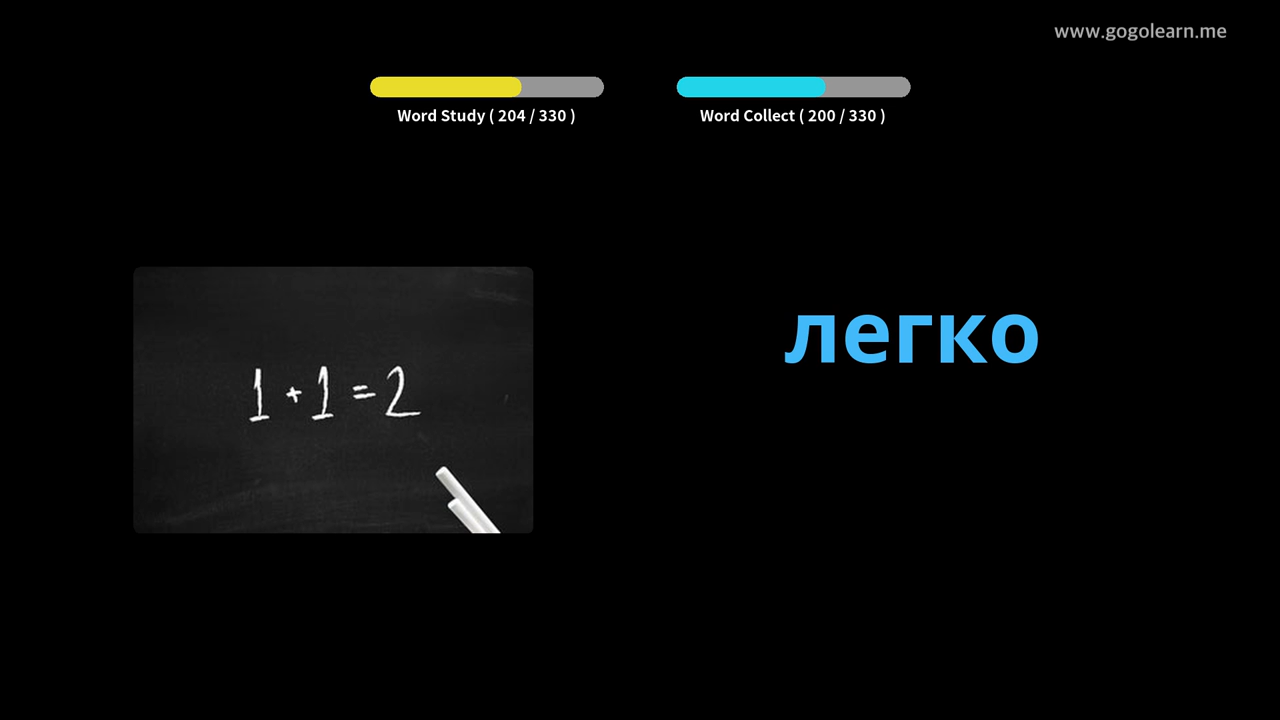 www.gogolearn.me
Word Study ( 204 / 330 )
Word Collect ( 200 / 330 )
легко
1 + 1 = 2